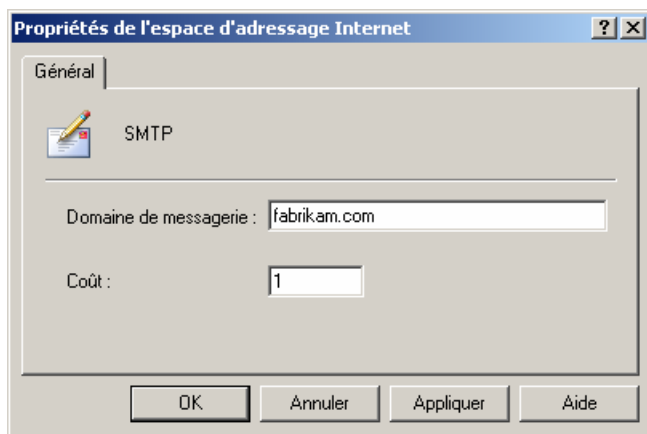 Propriétés de l'espace d'adressage Internet
Général
SMTP
Domaine de messagerie : fabrikam.com
Coût : 1
OK Annuler Appliquer Aide